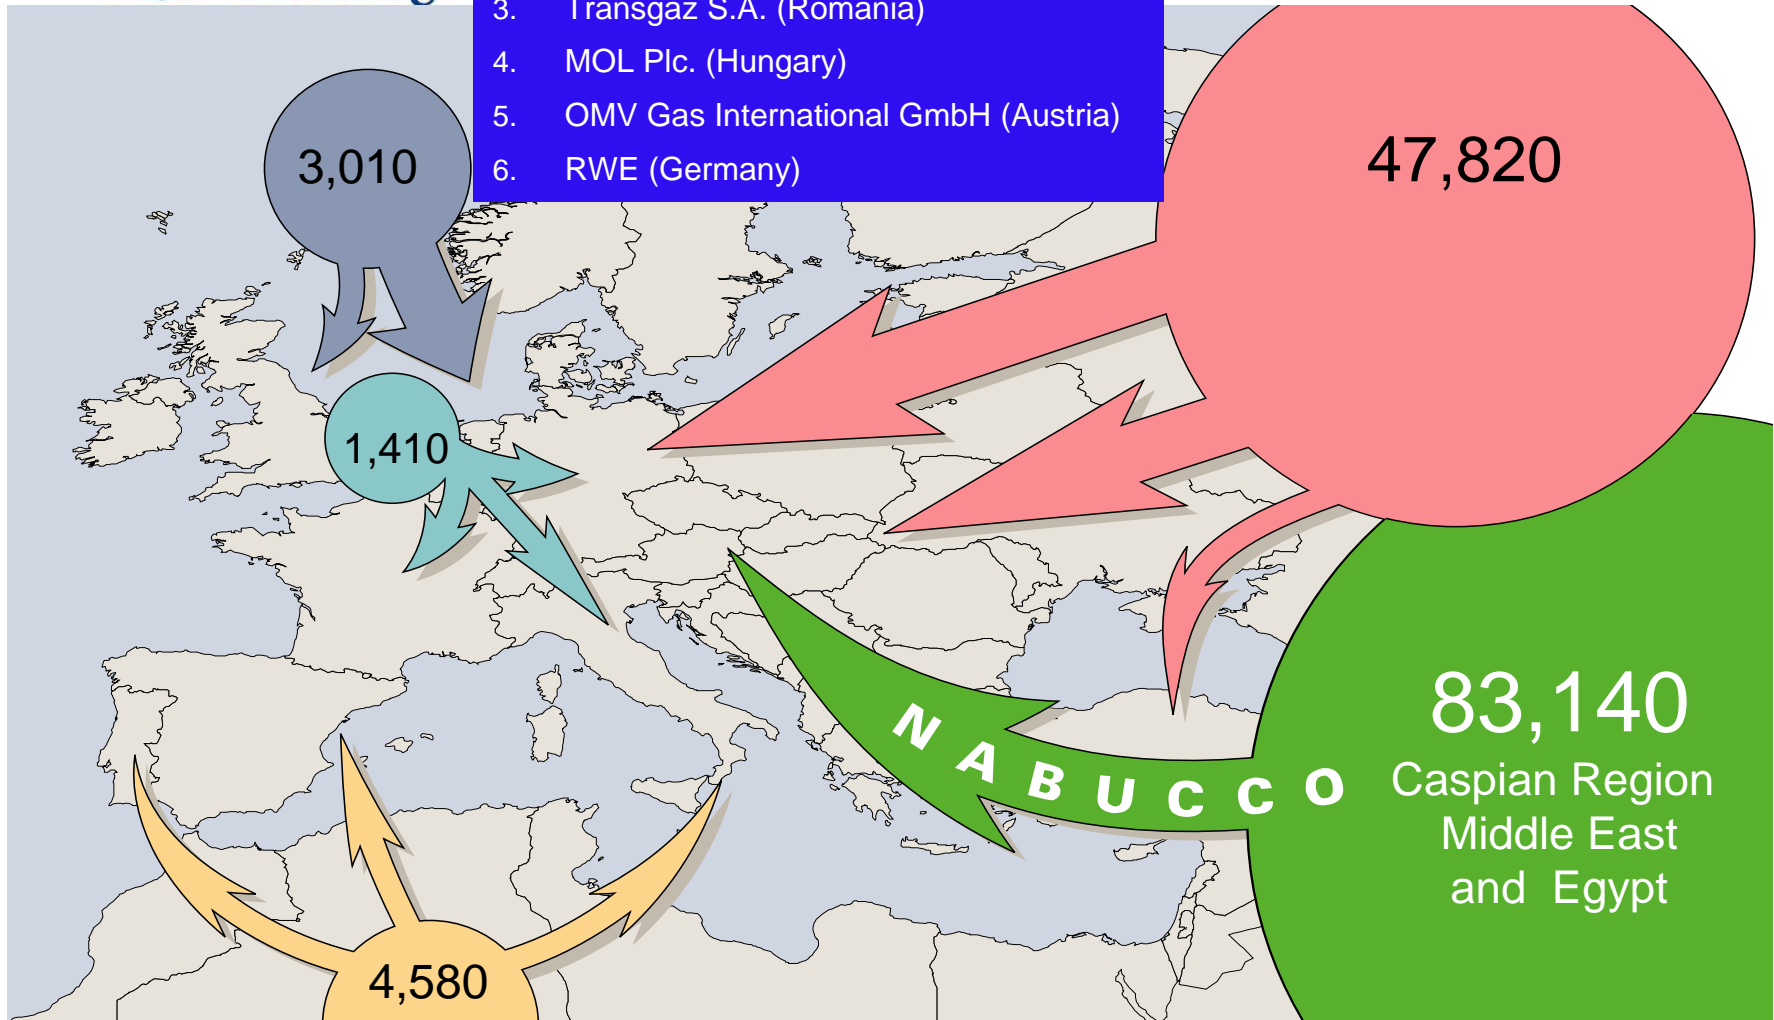 3. Transgaz S.A. (Romania)
4. MOL Plc. (Hungary)
5. OMV Gas International GmbH (Austria)
6. RWE (Germany)
3,010
47,820
1,410
83,140
Caspian Region
Middle East
and Egypt
NABUCCO
4,580